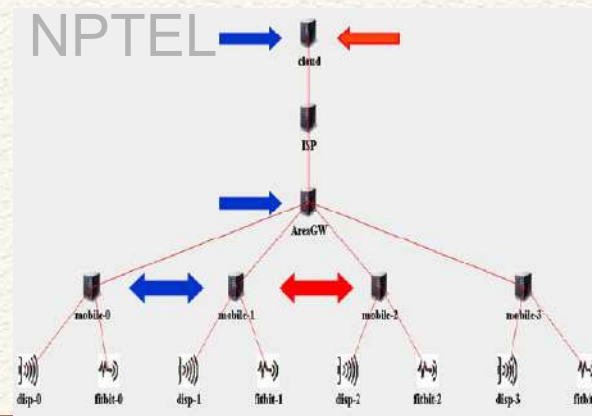 NPTEL
cloud
ISP
AreaGW
mobile-0 mobile-1 mobile-2 mobile-3
disp-0 fitbit-0 disp-1 fitbit-1 disp-2 fitbit-2 disp-3 fitbit